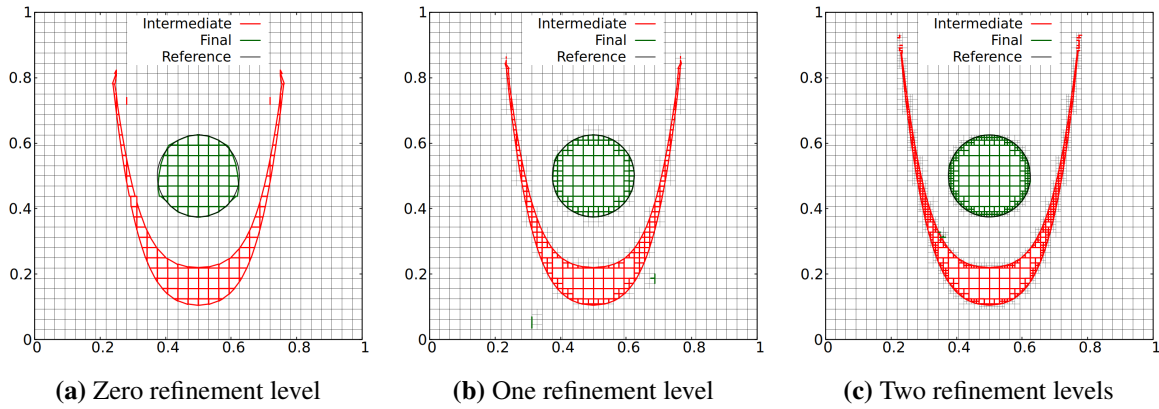 1
0.8
0.6
0.4
0.2
0
0 0.2 0.4 0.6 0.8 1
Intermediate
Final
Reference
(a) Zero refinement level
1
0.8
0.6
0.4
0.2
0
0 0.2 0.4 0.6 0.8 1
Intermediate
Final
Reference
(b) One refinement level
1
0.8
0.6
0.4
0.2
0
0 0.2 0.4 0.6 0.8 1
Intermediate
Final
Reference
(c) Two refinement levels